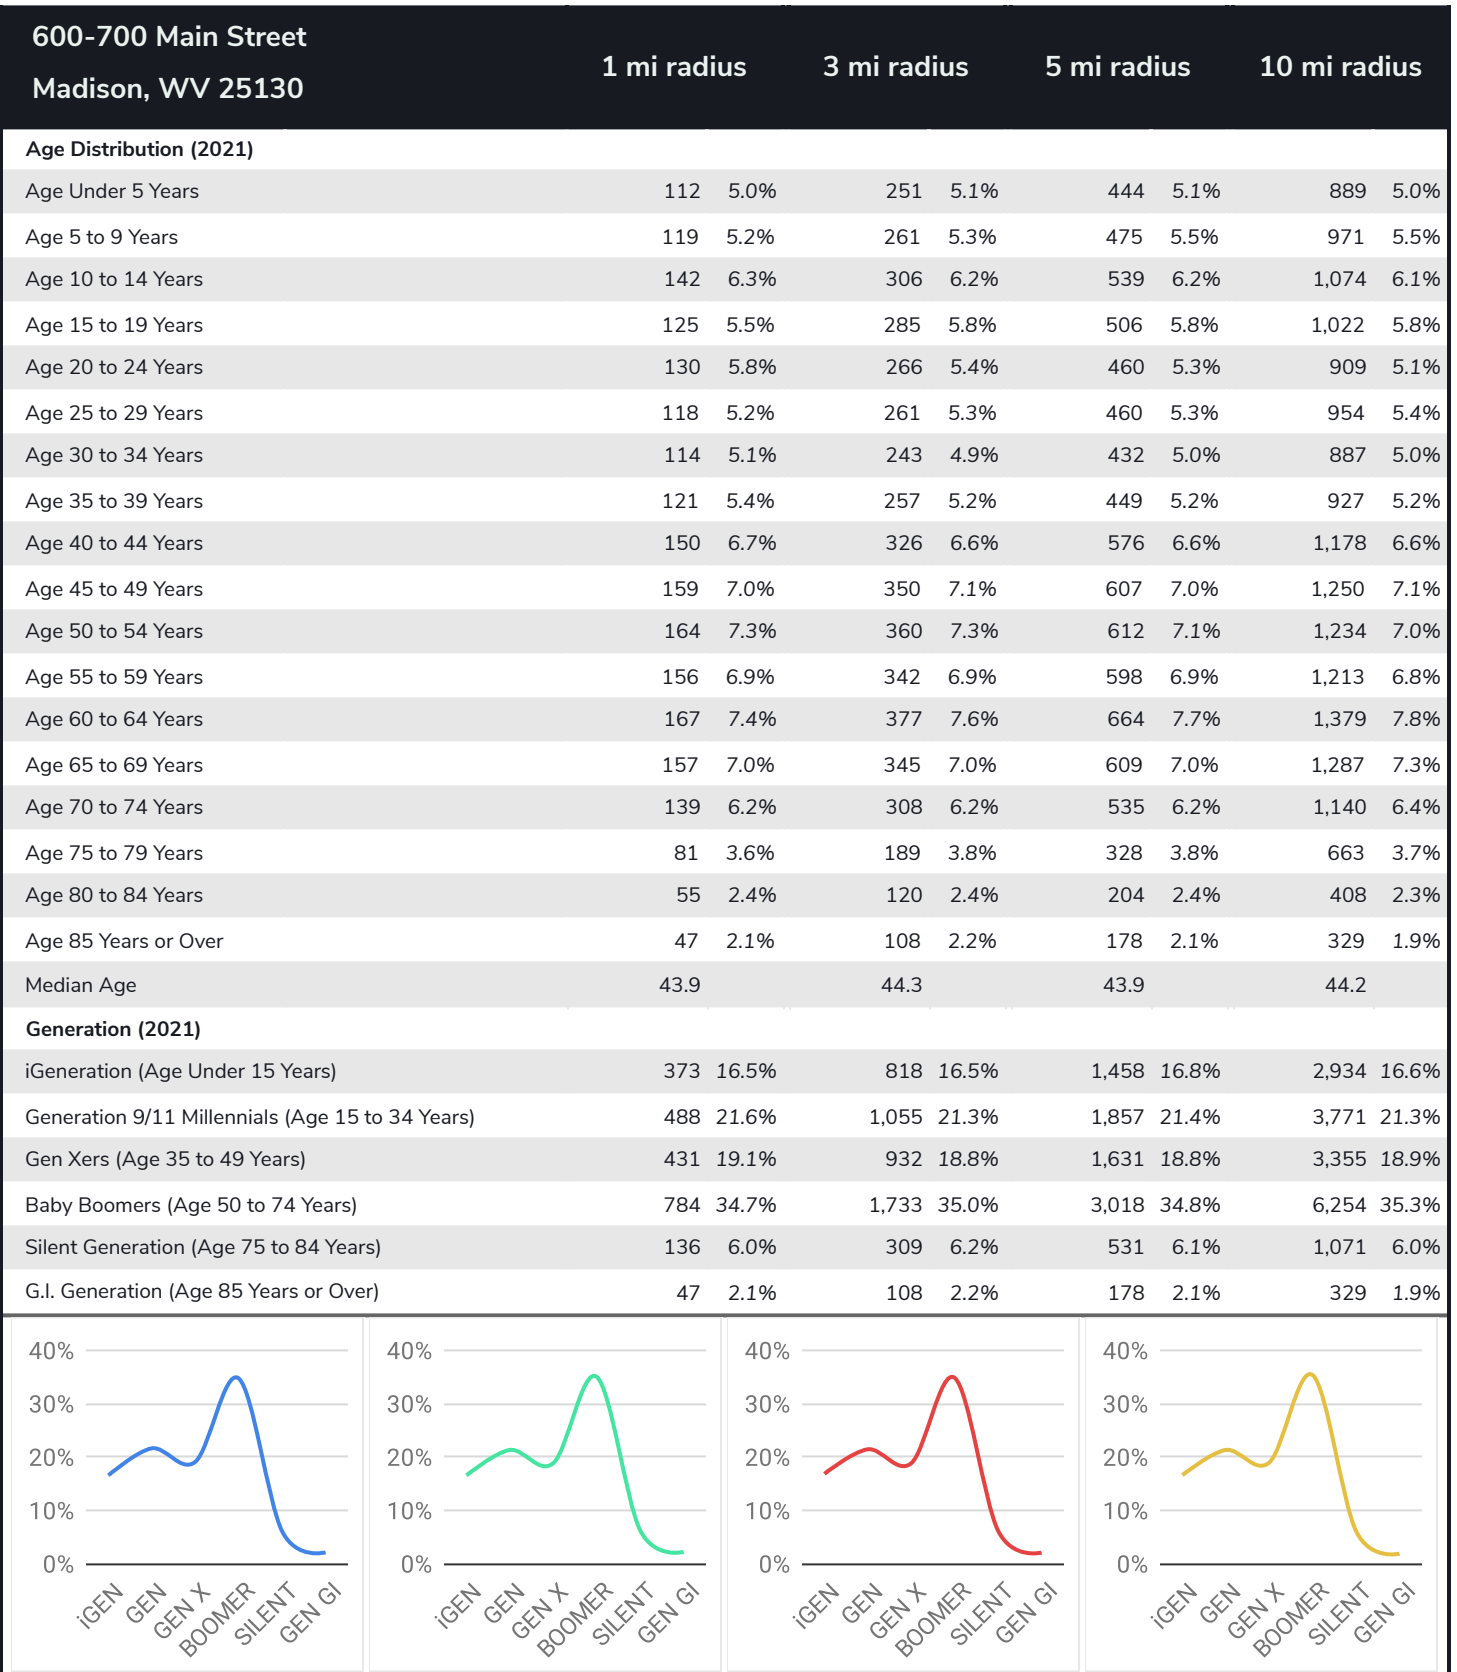 600-700 Main Street
Madison, WV 25130
1 mi radius 3 mi radius 5 mi radius 10 mi radius
Age Distribution (2021)
Age Under 5 Years 112 5.0% 251 5.1% 444 5.1% 889 5.0%
Age 5 to 9 Years 119 5.2% 261 5.3% 475 5.5% 971 5.5%
Age 10 to 14 Years 142 6.3% 306 6.2% 539 6.2% 1,074 6.1%
Age 15 to 19 Years 125 5.5% 285 5.8% 506 5.8% 1,022 5.8%
Age 20 to 24 Years 130 5.8% 266 5.4% 460 5.3% 909 5.1%
Age 25 to 29 Years 118 5.2% 261 5.3% 460 5.3% 954 5.4%
Age 30 to 34 Years 114 5.1% 243 4.9% 432 5.0% 887 5.0%
Age 35 to 39 Years 121 5.4% 257 5.2% 449 5.2% 927 5.2%
Age 40 to 44 Years 150 6.7% 326 6.6% 576 6.6% 1,178 6.6%
Age 45 to 49 Years 159 7.0% 350 7.1% 607 7.0% 1,250 7.1%
Age 50 to 54 Years 164 7.3% 360 7.3% 612 7.1% 1,234 7.0%
Age 55 to 59 Years 156 6.9% 342 6.9% 598 6.9% 1,213 6.8%
Age 60 to 64 Years 167 7.4% 377 7.6% 664 7.7% 1,379 7.8%
Age 65 to 69 Years 157 7.0% 345 7.0% 609 7.0% 1,287 7.3%
Age 70 to 74 Years 139 6.2% 308 6.2% 535 6.2% 1,140 6.4%
Age 75 to 79 Years 81 3.6% 189 3.8% 328 3.8% 663 3.7%
Age 80 to 84 Years 55 2.4% 120 2.4% 204 2.4% 408 2.3%
Age 85 Years or Over 47 2.1% 108 2.2% 178 2.1% 329 1.9%
Median Age 43.9 44.3 43.9 44.2
Generation (2021)
iGeneration (Age Under 15 Years) 373 16.5% 818 16.5% 1,458 16.8% 2,934 16.6%
Generation 9/11 Millennials (Age 15 to 34 Years) 488 21.6% 1,055 21.3% 1,857 21.4% 3,771 21.3%
Gen Xers (Age 35 to 49 Years) 431 19.1% 932 18.8% 1,631 18.8% 3,355 18.9%
Baby Boomers (Age 50 to 74 Years) 784 34.7% 1,733 35.0% 3,018 34.8% 6,254 35.3%
Silent Generation (Age 75 to 84 Years) 136 6.0% 309 6.2% 531 6.1% 1,071 6.0%
G.I. Generation (Age 85 Years or Over) 47 2.1% 108 2.2% 178 2.1% 329 1.9%
40% 40% 40% 40%
30% 30% 30% 30%
20% 20% 20% 20%
10% 10% 10% 10%
0% 0% 0% 0%
iGEN GEN GEN X BOOMER SILENT GEN GI iGEN GEN GEN X BOOMER SILENT GEN GI iGEN GEN GEN X BOOMER SILENT GEN GI iGEN GEN GEN X BOOMER SILENT GEN GI